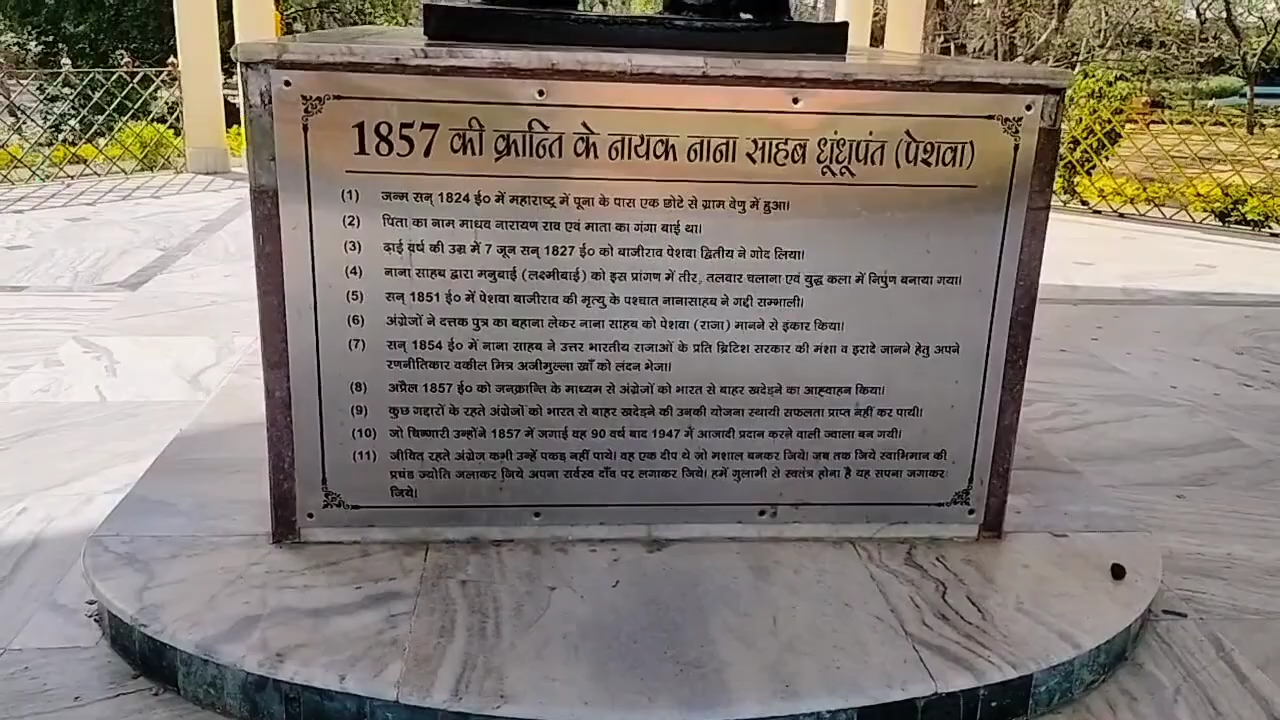 1857 की क्रान्ति के नायक नाना साहब धूंधूपंत (पेशवा)
(1) जन्म सन् 1824 ई० में महाराष्ट्र में पूना के पास एक छोटे से ग्राम वेणु में हुआ।
(2) पिता का नाम माधव नारायण राव एवं माता का गंगा बाई था।
(3) ढ़ाई वर्ष की उम्र में 7 जून सन् 1827 ई० को बाजीराव पेशवा द्वितीय ने गोद लिया।
(4) नाना साहब द्वारा मनुबाई (लक्ष्मीबाई) को इस प्रांगण में तीर, तलवार चलाना एवं युद्ध कला में निपुंण बनाया गया।
(5) सन् 1851 ई० में पेशवा बाजीराव की मृत्यु के पश्चात नानासाहब ने गद्दी सम्भाली।
(6) अंग्रेजों ने दत्तक पुत्र का बहाना लेकर नाना साहब को पेशवा (राजा) मानने से इंकार किया।
(7) सन् 1854 ई० में नाना साहब ने उत्तर भारतीय राजाओं के प्रति ब्रिटिश सरकार की मंशा व इरादे जानने हेतु अपने
रणनीतिकार वकील मित्र अजीमुल्ला खाँ को लंदन भेजा।
(8) अप्रैल 1857 ई० को जनक्रान्ति के माध्यम से अंग्रेजों को भारत से बाहर खदेड़ने का आह्वाहन किया।
(9) कुछ गद्दारों के रहते अंग्रेजों को भारत से बाहर खदेड़ने की उनकी योजना स्थायी सफलता प्राप्त नहीं कर पायी।
(10) जो चिंगारी उन्होंने 1857 में जगाई वह 90 वर्ष बाद 1947 में आजादी प्रदान करने वाली ज्वाला बन गयी।
(11) जीवित रहते अंग्रेज कभी उन्हें पकड़ नहीं पाये। वह एक दीप थे जो मशाल बनकर जिये। जब तक जिये स्वाभिमान की
प्रचंड ज्योति जलाकर जिये अपना सर्वस्व दाँव पर लगाकर जिये। हमें गुलामी से स्वतंत्र होना है यह सपना जगाकर
जिये।